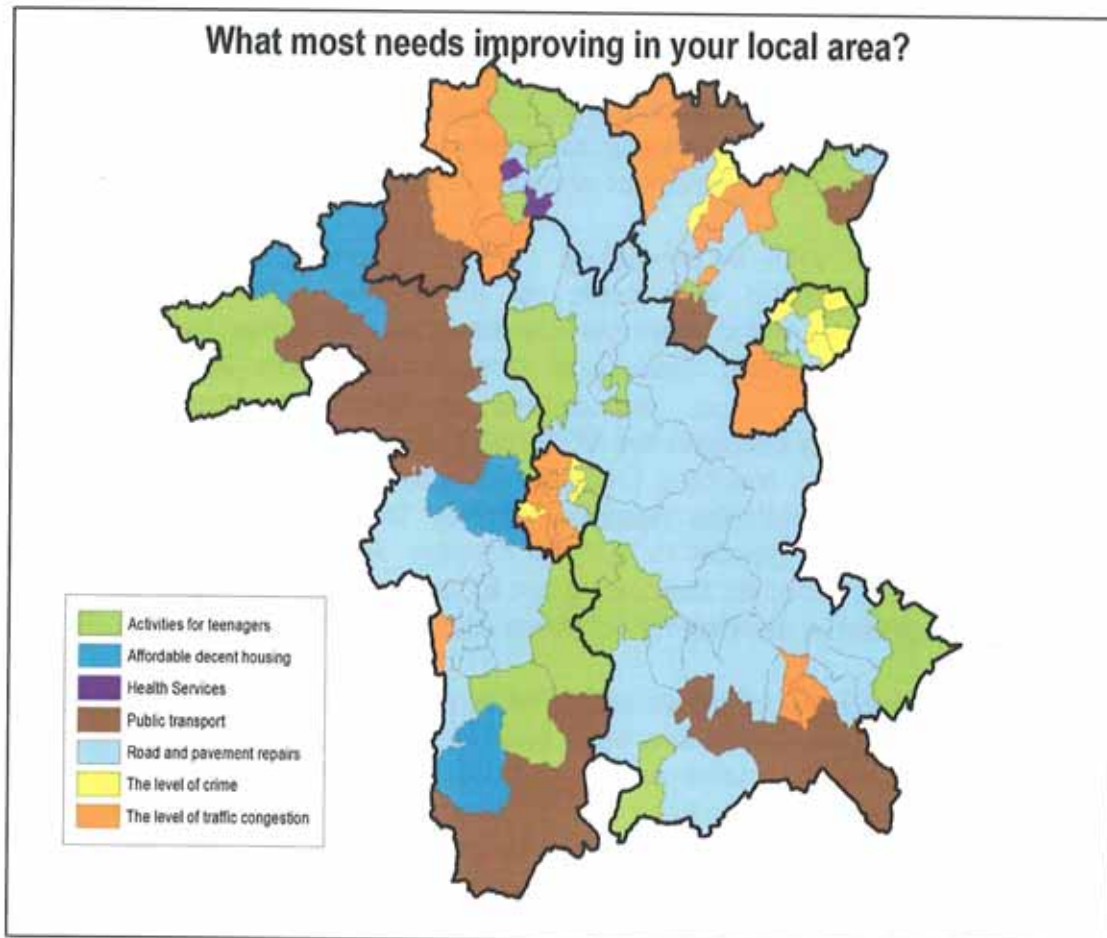 What most needs improving in your local area?
Activities for teenagers
Affordable decent housing
Health Services
Public transport
Road and pavement repairs
The level of crime
The level of traffic congestion